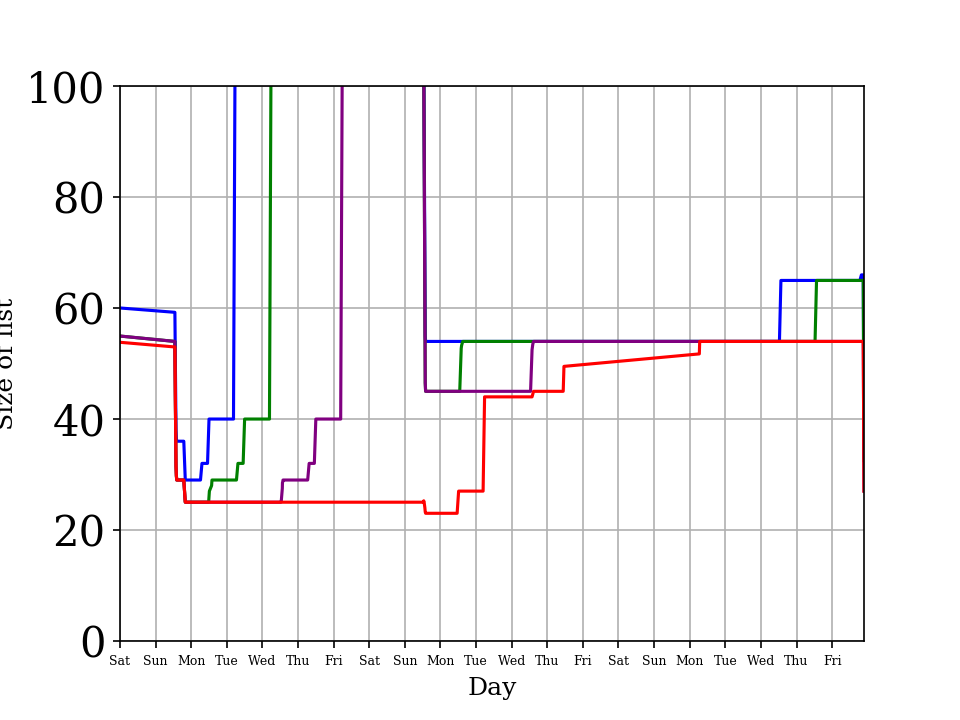 100
80
60
40
20
0
Size of list
Sat Sun Mon Tue Wed Thu Fri Sat Sun Mon Tue Wed Thu Fri Sat Sun Mon Tue Wed Thu Fri
Day